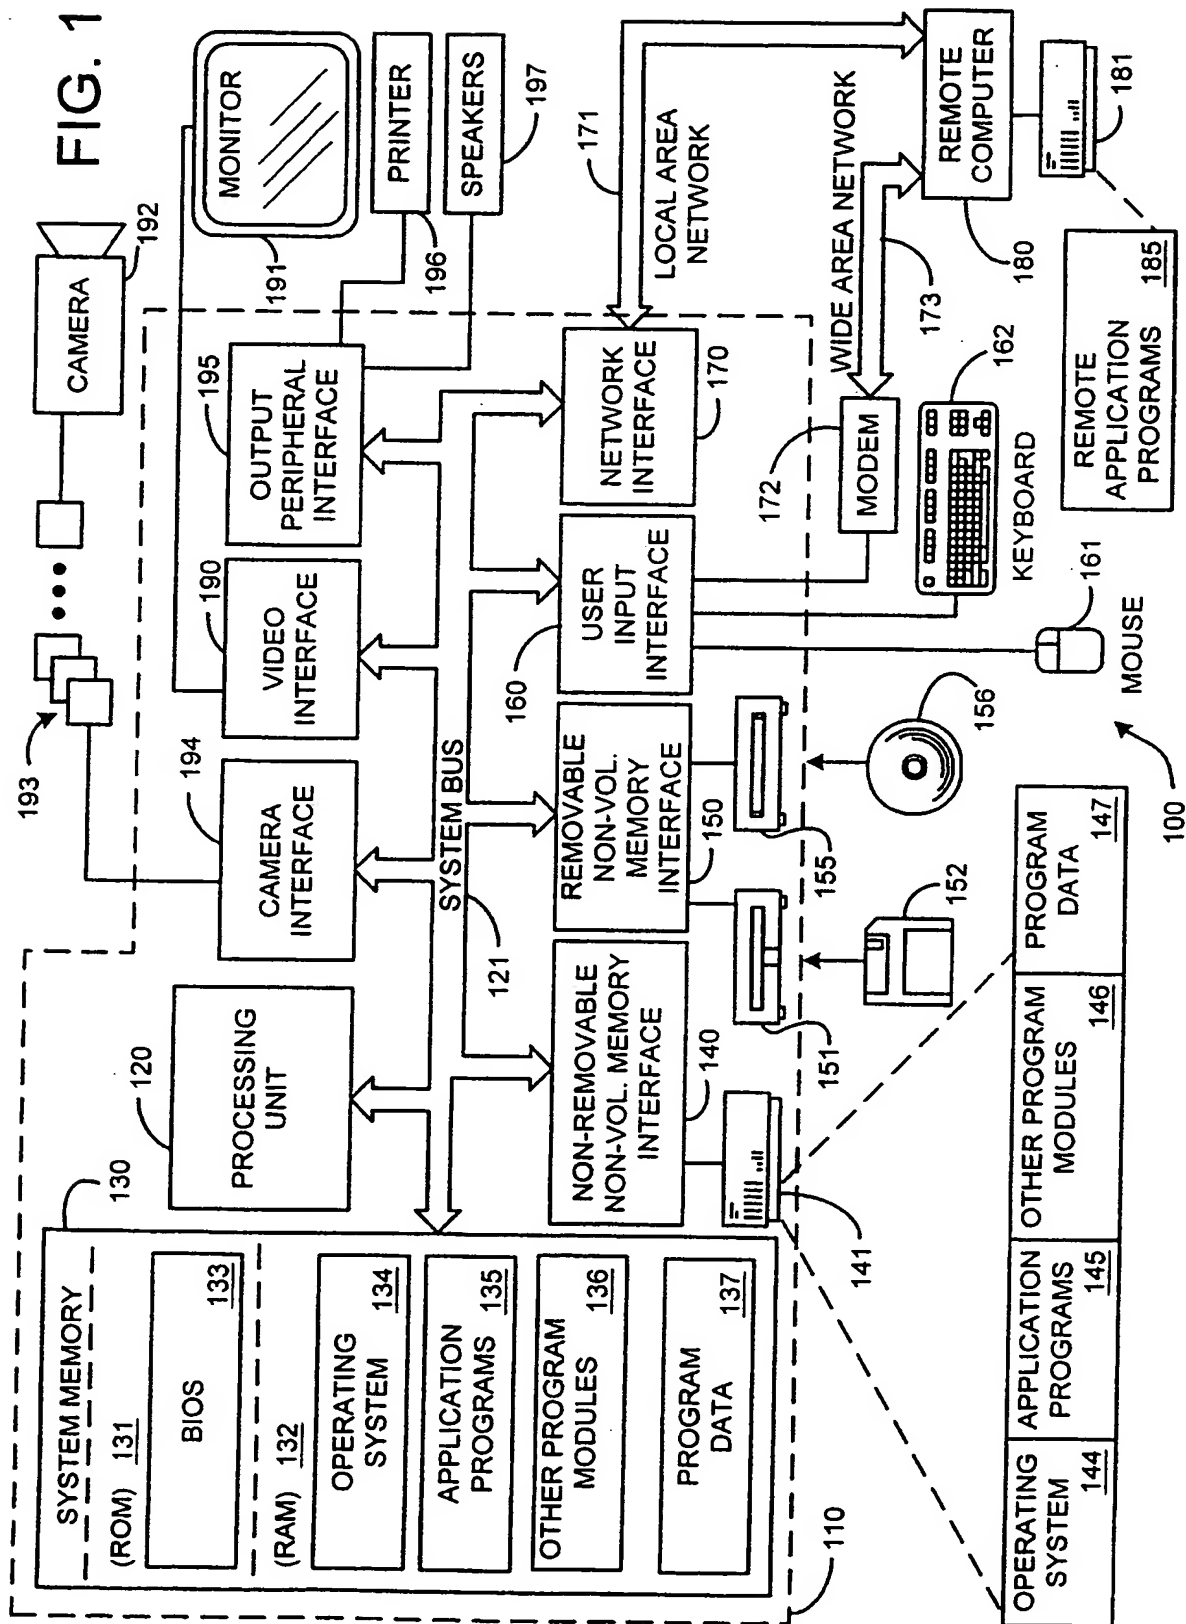 FIG. 1
193
CAMERA
192
SYSTEM MEMORY
130
(ROM) 131
BIOS
133
(RAM) 132
OPERATING
SYSTEM 134
APPLICATION
PROGRAMS 135
OTHER PROGRAM
MODULES 136
PROGRAM
DATA 137
110
120
PROCESSING
UNIT
194
CAMERA
INTERFACE
190
VIDEO
INTERFACE
195
OUTPUT
PERIPHERAL
INTERFACE
MONITOR
191
PRINTER
196
SPEAKERS
197
SYSTEM BUS
121
NON-REMOVABLE
NON-VOL. MEMORY
INTERFACE
140
REMOVABLE
NON-VOL.
MEMORY
INTERFACE
150
160
USER
INPUT
INTERFACE
NETWORK
INTERFACE
170
171
LOCAL AREA
NETWORK
141
151
155
152
156
172
MODEM
WIDE AREA NETWORK
173
REMOTE
COMPUTER
180
181
162
KEYBOARD
161
MOUSE
100
OPERATING
SYSTEM
144
APPLICATION
PROGRAMS
145
OTHER PROGRAM
MODULES
146
PROGRAM
DATA
147
REMOTE
APPLICATION
PROGRAMS
185